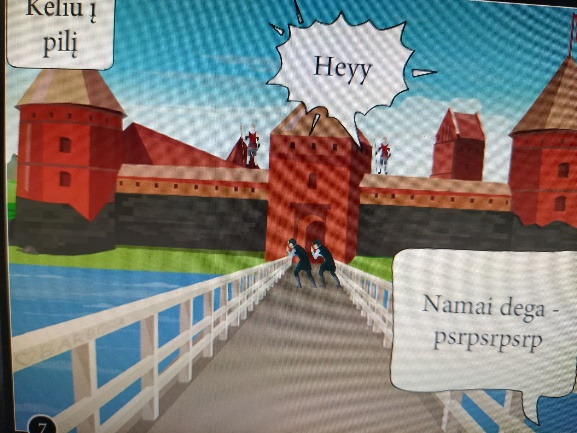 Keliu į
pilį
Heyy
Namai dega -
psrpsrpsrp
7